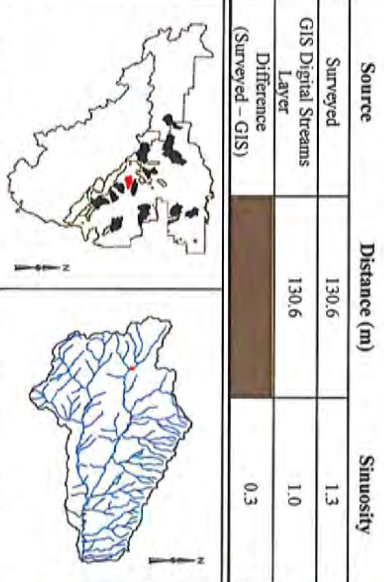 Source Distance (m) Sinuosity
Surveyed 130.6 1.3
GIS Digital Streams
Layer 130.6 1.0
Difference
(Surveyed – GIS) 0.3
N
N